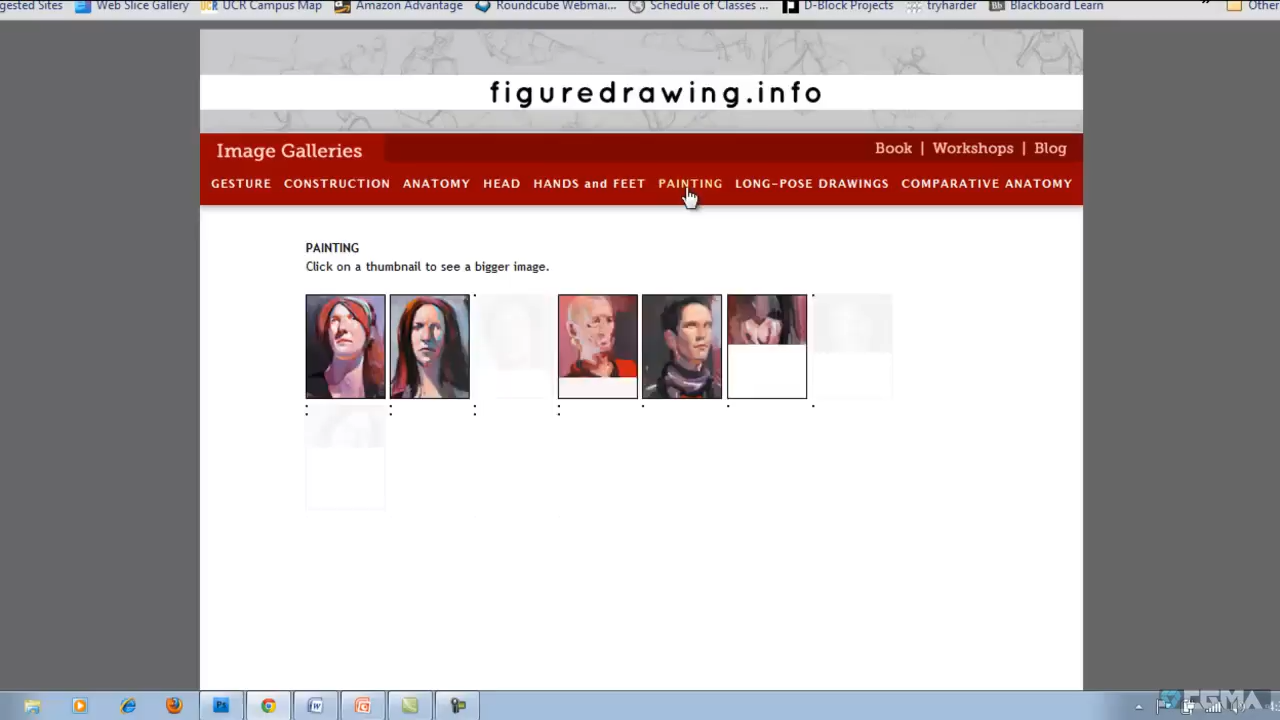 gested Sites Web Slice Gallery UCR Campus Map Amazon Advantage Roundcube Webmai... Schedule of Classes ... D-Block Projects tryharder Blackboard Learn » Other
figuredrawing.info
Image Galleries
Book | Workshops | Blog
GESTURE CONSTRUCTION ANATOMY HEAD HANDS and FEET PAINTING LONG-POSE DRAWINGS COMPARATIVE ANATOMY
PAINTING
Click on a thumbnail to see a bigger image.
CGMA